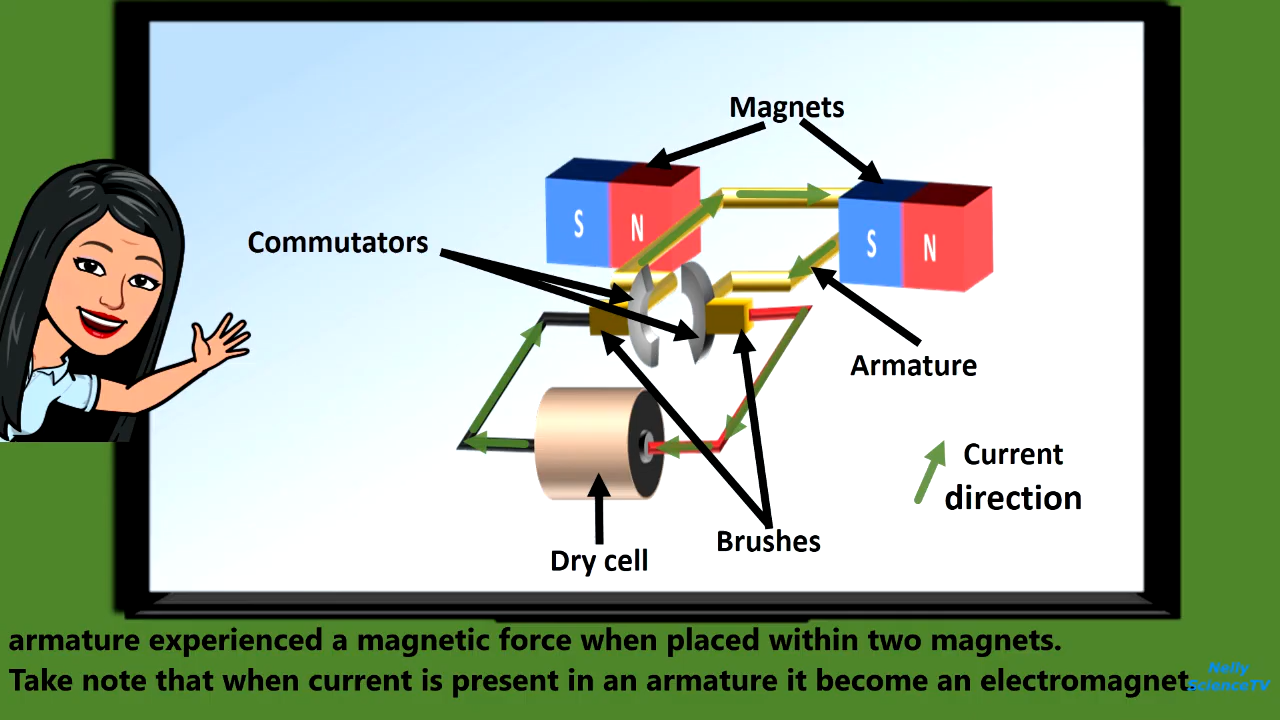 Magnets
S N
S N
Commutators
Armature
Current
direction
Brushes
Dry cell
armature experienced a magnetic force when placed within two magnets.
Take note that when current is present in an armature it become an electromagnet.
Nelly
ScienceTV